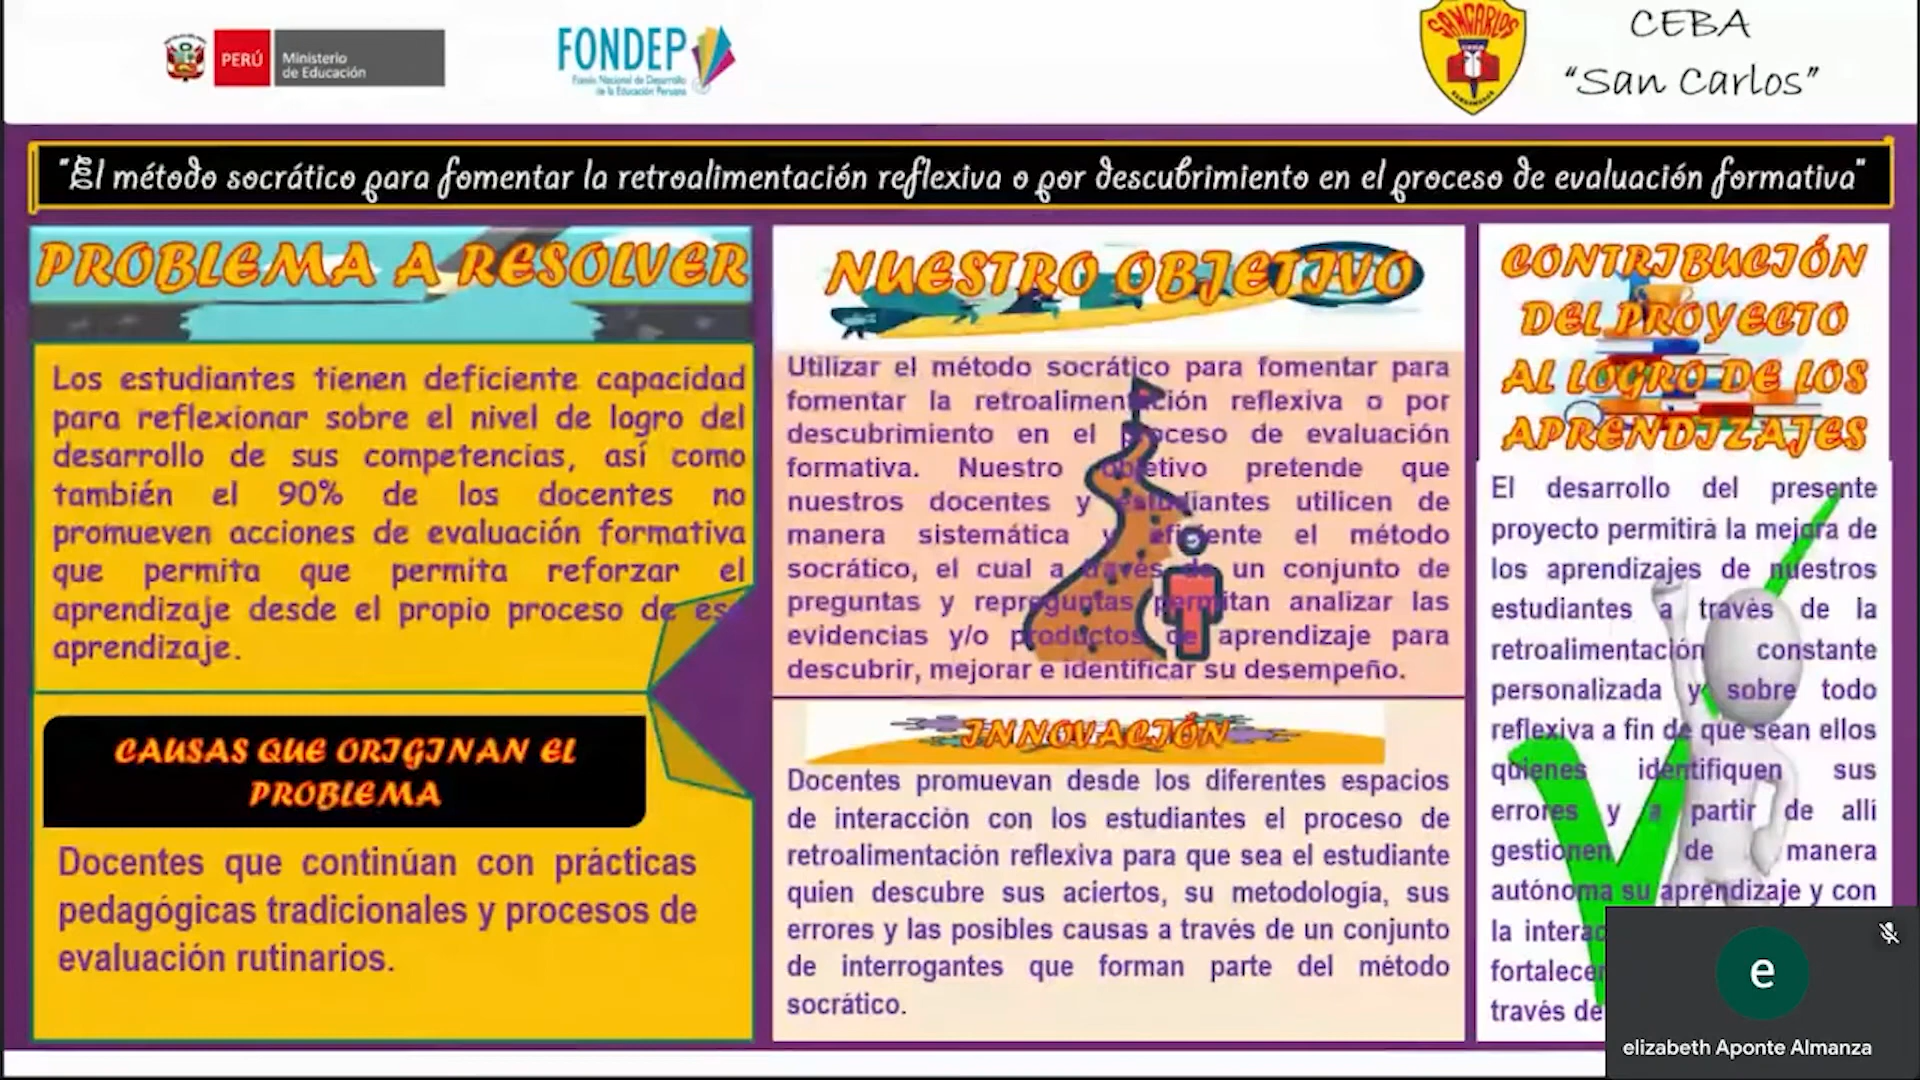 PERÚ
Ministerio
de Educación
FONDEP
Fondo Nacional de Desarrollo
de la Educación Peruana
SAN CARLOS
CEBA
“San Carlos”
"El método socrático para fomentar la retroalimentación reflexiva o por descubrimiento en el proceso de evaluación formativa"
PROBLEMA A RESOLVER
Los estudiantes tienen deficiente capacidad
para reflexionar sobre el nivel de logro del
desarrollo de sus competencias, así como
también el 90% de los docentes no
promueven acciones de evaluación formativa
que permita que permita reforzar el
aprendizaje desde el propio proceso de ese
aprendizaje.
CAUSAS QUE ORIGINAN EL
PROBLEMA
Docentes que continúan con prácticas
pedagógicas tradicionales y procesos de
evaluación rutinarios.
NUESTRO OBJETIVO
Utilizar el método socrático para fomentar para
fomentar la retroalimentación reflexiva o por
descubrimiento en el proceso de evaluación
formativa. Nuestro objetivo pretende que
nuestros docentes y estudiantes utilicen de
manera sistemática y eficiente el método
socrático, el cual a través de un conjunto de
preguntas y repreguntas permitan analizar las
evidencias y/o productos de aprendizaje para
descubrir, mejorar e identificar su desempeño.
INNOVACIÓN
Docentes promuevan desde los diferentes espacios
de interacción con los estudiantes el proceso de
retroalimentación reflexiva para que sea el estudiante
quien descubre sus aciertos, su metodología, sus
errores y las posibles causas a través de un conjunto
de interrogantes que forman parte del método
socrático.
CONTRIBUCIÓN
DEL PROYECTO
AL LOGRO DE LOS
APRENDIZAJES
El desarrollo del presente
proyecto permitirá la mejora de
los aprendizajes de nuestros
estudiantes a través de la
retroalimentación constante
personalizada y sobre todo
reflexiva a fin de que sean ellos
quienes identifiquen sus
errores y a partir de allí
gestionen de manera
autónoma su aprendizaje y con
la
través de
e
elizabeth Aponte Almanza